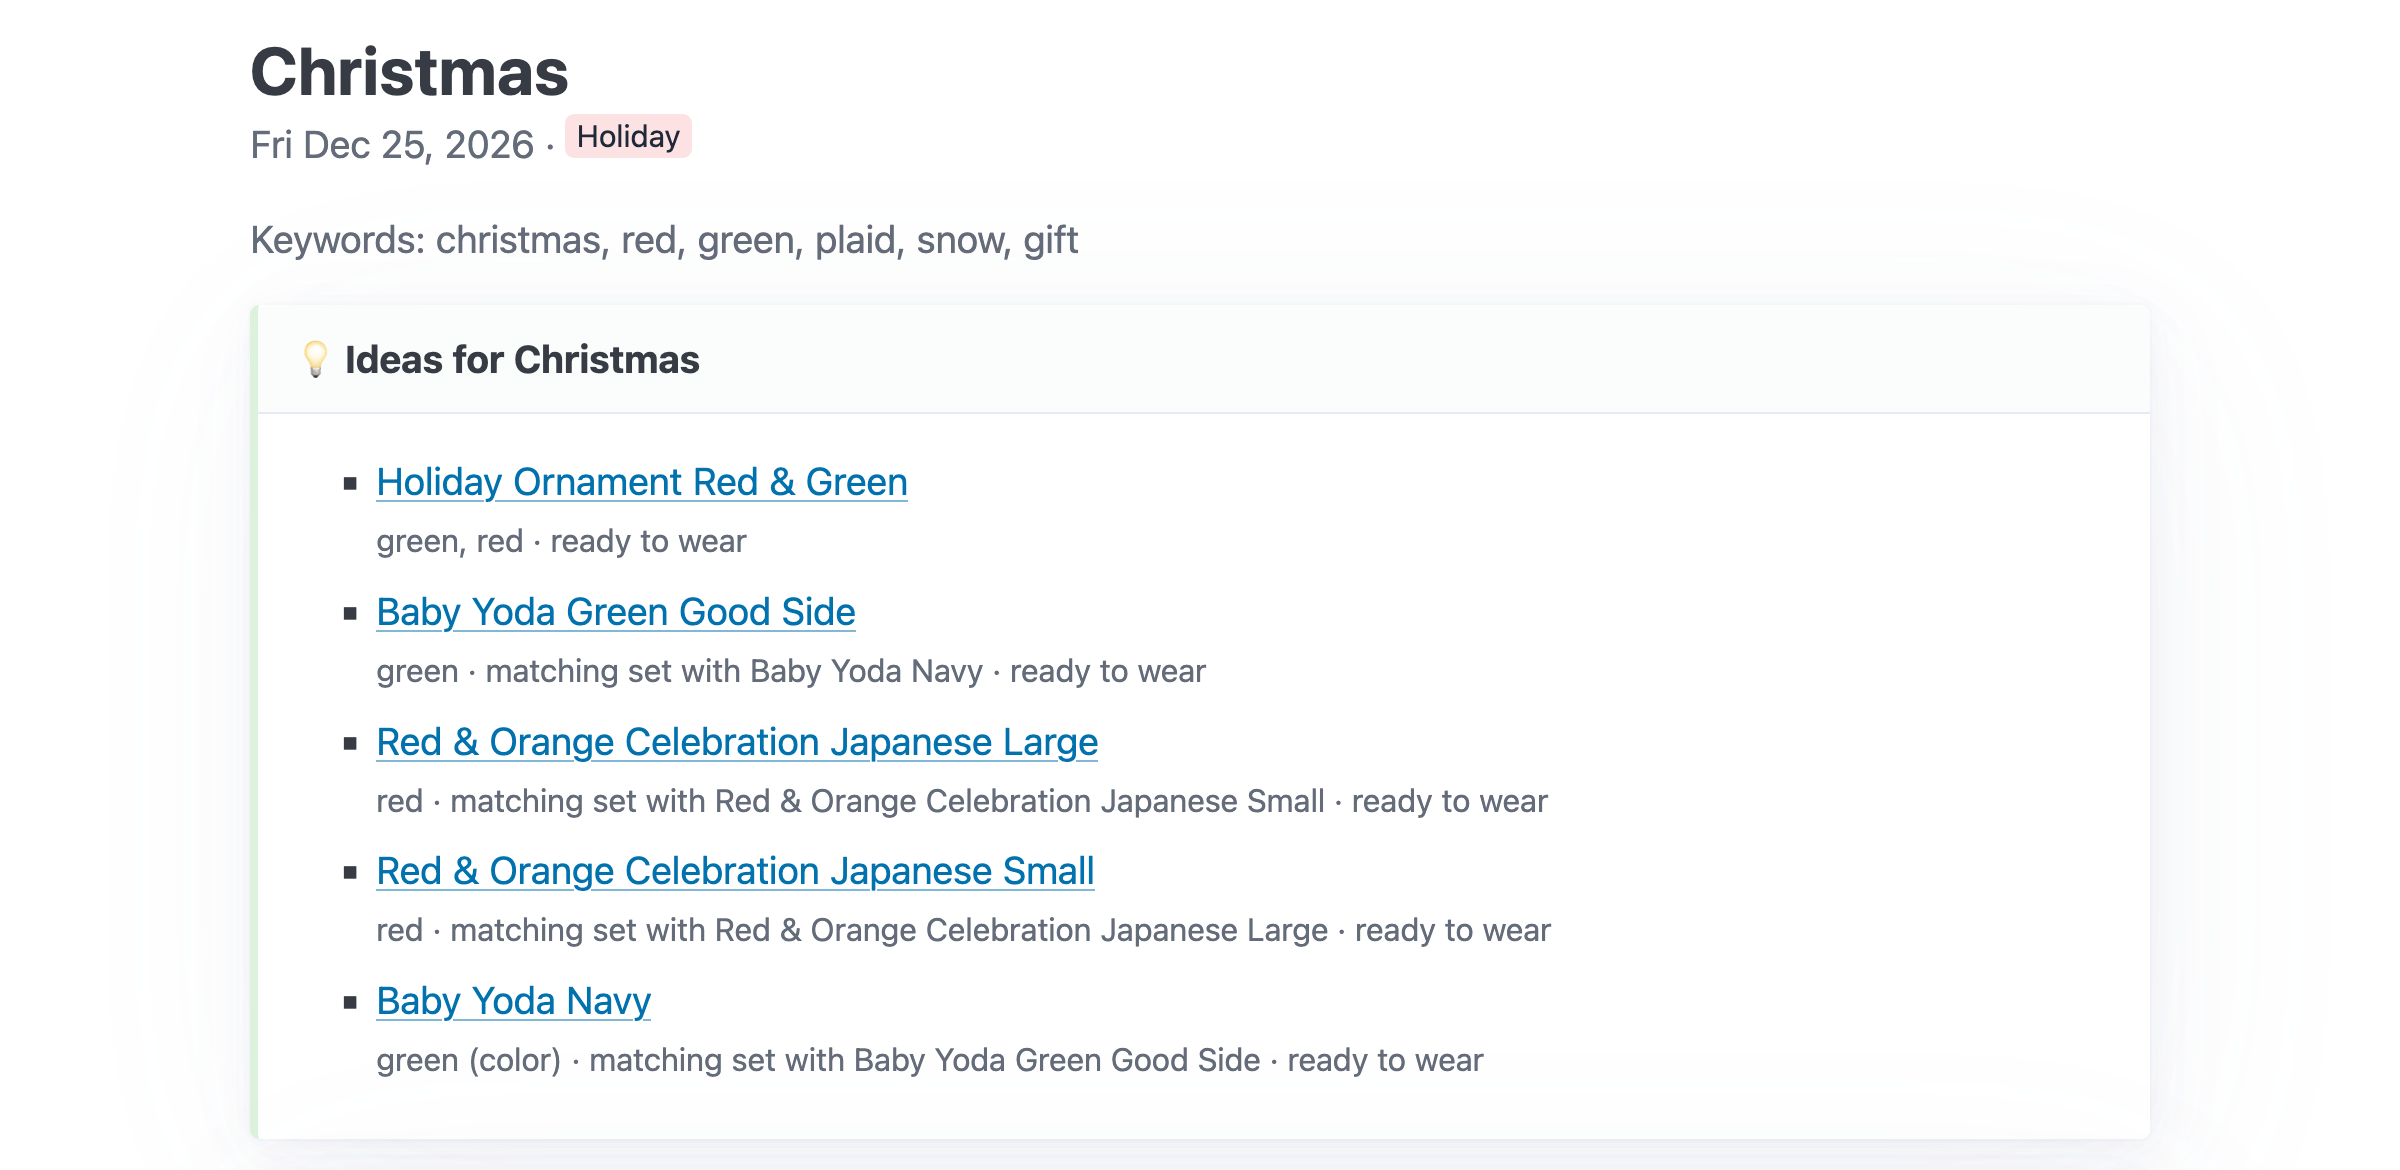 Christmas
Fri Dec 25, 2026 · Holiday
Keywords: christmas, red, green, plaid, snow, gift
💡 Ideas for Christmas
▪ Holiday Ornament Red & Green
green, red · ready to wear
▪ Baby Yoda Green Good Side
green · matching set with Baby Yoda Navy · ready to wear
▪ Red & Orange Celebration Japanese Large
red · matching set with Red & Orange Celebration Japanese Small · ready to wear
▪ Red & Orange Celebration Japanese Small
red · matching set with Red & Orange Celebration Japanese Large · ready to wear
▪ Baby Yoda Navy
green (color) · matching set with Baby Yoda Green Good Side · ready to wear